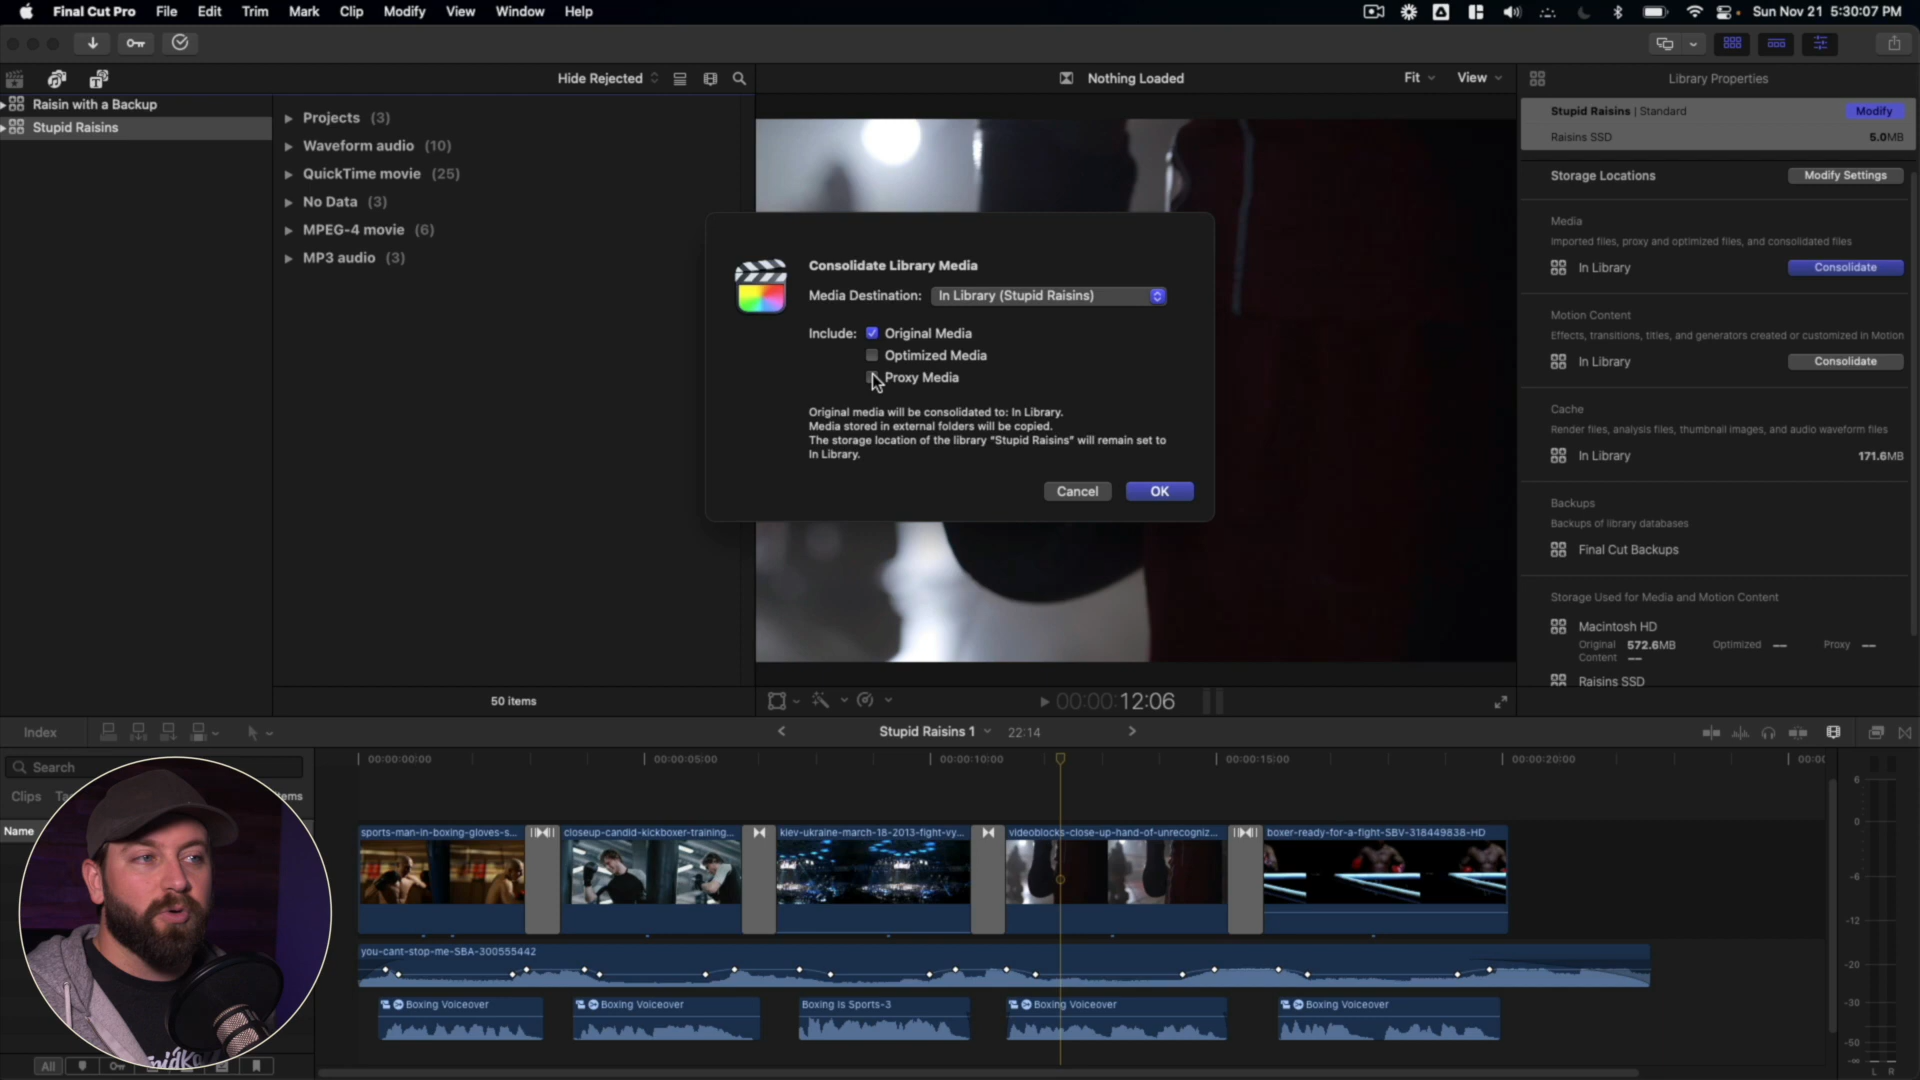 Final Cut Pro File Edit Trim Mark Clip Modify View Window Help
Sun Nov 21 5:30:07 PM
Hide Rejected
Nothing Loaded
Fit
View
Library Properties
Raisin with a Backup
Stupid Raisins
Projects (3)
Waveform audio (10)
QuickTime movie (25)
No Data (3)
MPEG-4 movie (6)
MP3 audio (3)
50 items
Consolidate Library Media
Media Destination: In Library (Stupid Raisins)
Include: Original Media
Optimized Media
Proxy Media
Original media will be consolidated to: In Library.
Media stored in external folders will be copied.
The storage location of the library "Stupid Raisins" will remain set to
In Library.
Cancel
OK
Stupid Raisins | Standard
Modify
Raisins SSD
5.0MB
Storage Locations
Modify Settings
Media
Imported files, proxy and optimized files, and consolidated files
In Library
Consolidate
Motion Content
Effects, transitions, titles, and generators created or customized in Motion
In Library
Consolidate
Cache
Render files, analysis files, thumbnail images, and audio waveform files
In Library
171.6MB
Backups
Backups of library databases
Final Cut Backups
Storage Used for Media and Motion Content
Macintosh HD
Original 572.6MB Optimized -- Proxy --
Content --
Raisins SSD
00:00:12:06
Index
Stupid Raisins 1
22:14
Search
Clips
Name
00:00:00:00
00:00:05:00
00:00:10:00
00:00:15:00
00:00:20:00
sports-man-in-boxing-gloves-s...
closeup-candid-kickboxer-training...
kiev-ukraine-march-18-2013-fight-vy...
videoblocks-close-up-hand-of-unrecogniz...
boxer-ready-for-a-fight-SBV-318449838-HD
you-cant-stop-me-SBA-300555442
Boxing Voiceover
Boxing Voiceover
Boxing Is Sports-3
Boxing Voiceover
Boxing Voiceover
6
0
-6
-12
-20
-30
-50
-∞
L R
All